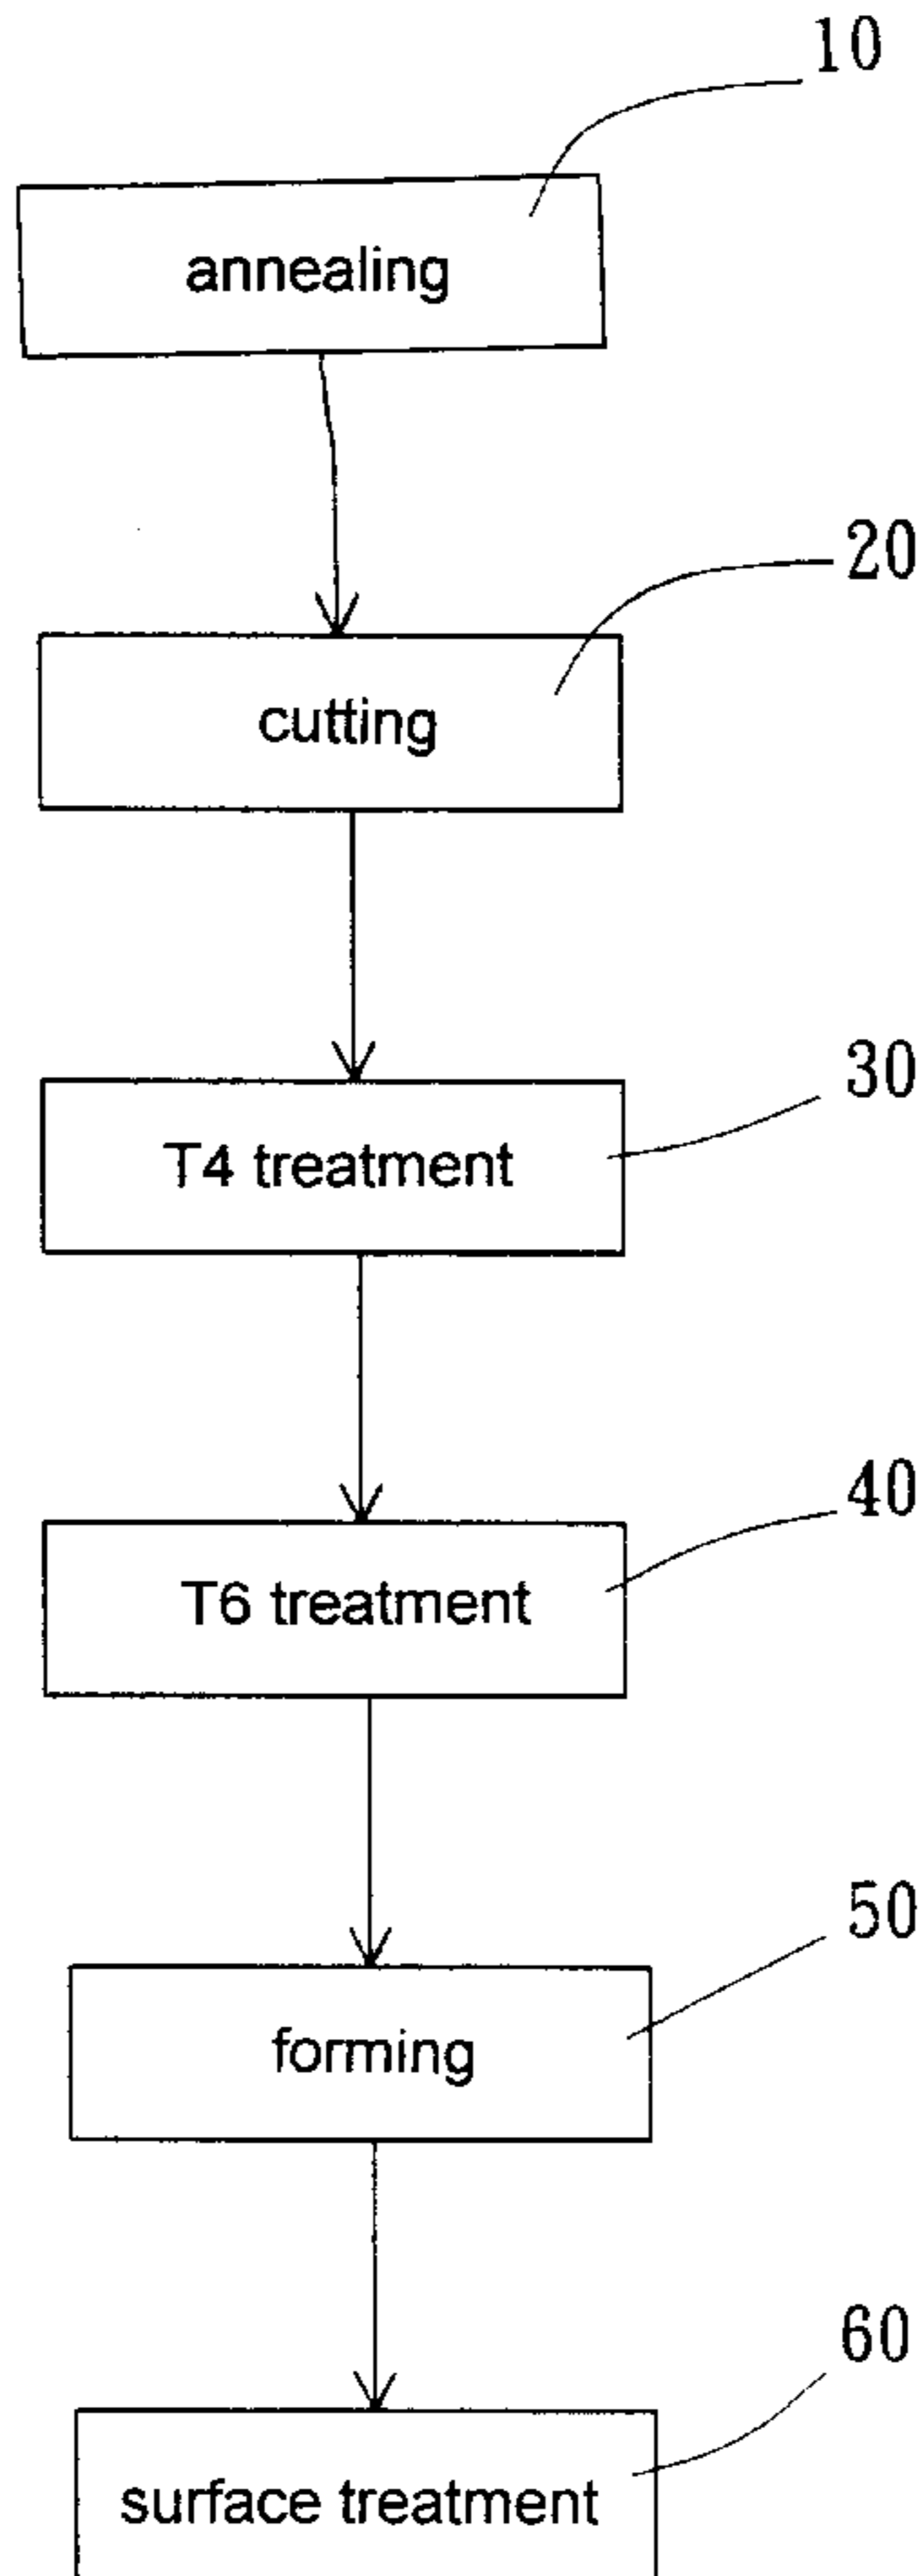 10
annealing
20
cutting
30
T4 treatment
40
T6 treatment
50
forming
60
surface treatment